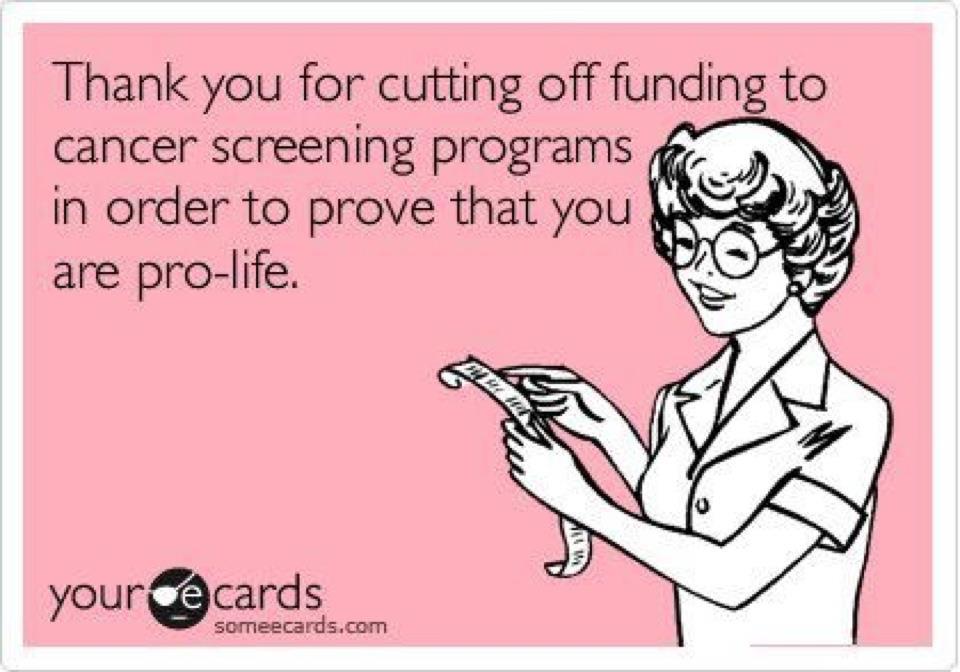 Thank you for cutting off funding to
cancer screening programs
in order to prove that you
are pro-life.
your e cards
someecards.com